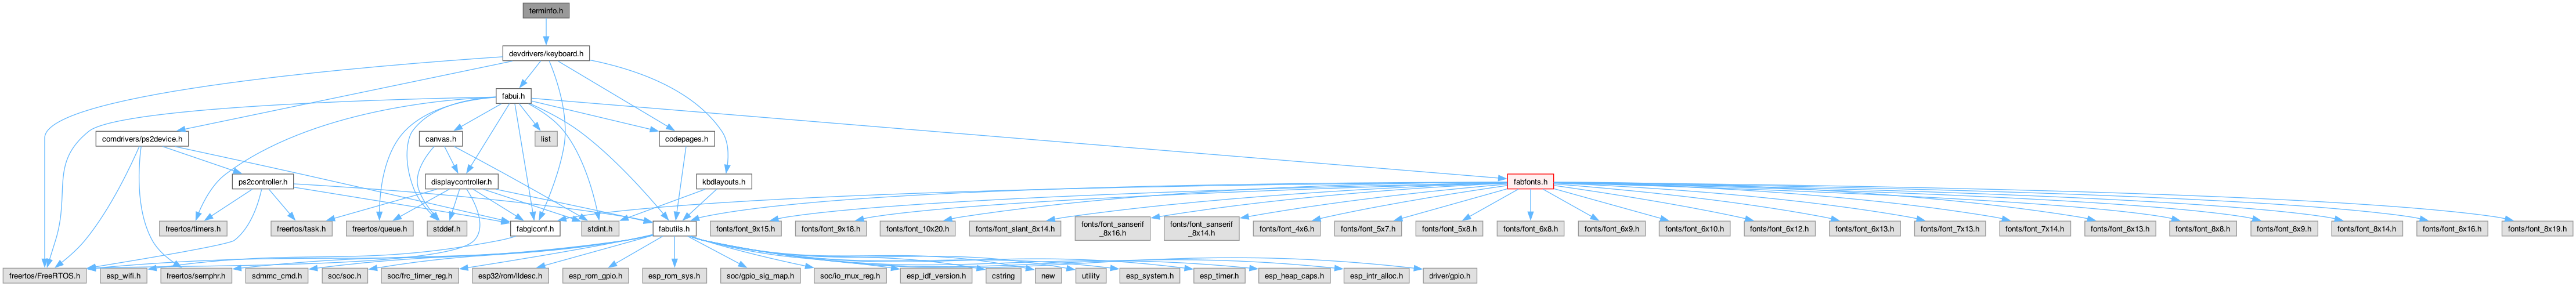 terminfo.h
devdrivers/keyboard.h
fabui.h
comdrivers/ps2device.h
canvas.h
list
codepages.h
ps2controller.h
displaycontroller.h
kbdlayouts.h
fabfonts.h
freertos/timers.h
freertos/task.h
freertos/queue.h
stddef.h
fabglconf.h
stdint.h
fabutils.h
fonts/font_9x15.h
fonts/font_9x18.h
fonts/font_10x20.h
fonts/font_slant_8x14.h
fonts/font_sanserif
_8x16.h
fonts/font_sanserif
_8x14.h
fonts/font_4x6.h
fonts/font_5x7.h
fonts/font_5x8.h
fonts/font_6x8.h
fonts/font_6x9.h
fonts/font_6x10.h
fonts/font_6x12.h
fonts/font_6x13.h
fonts/font_7x13.h
fonts/font_7x14.h
fonts/font_8x13.h
fonts/font_8x8.h
fonts/font_8x9.h
fonts/font_8x14.h
fonts/font_8x16.h
fonts/font_8x19.h
freertos/FreeRTOS.h
esp_wifi.h
freertos/semphr.h
sdmmc_cmd.h
soc/soc.h
soc/frc_timer_reg.h
esp32/rom/lldesc.h
esp_rom_gpio.h
esp_rom_sys.h
soc/gpio_sig_map.h
soc/io_mux_reg.h
esp_idf_version.h
cstring
new
utility
esp_system.h
esp_timer.h
esp_heap_caps.h
esp_intr_alloc.h
driver/gpio.h